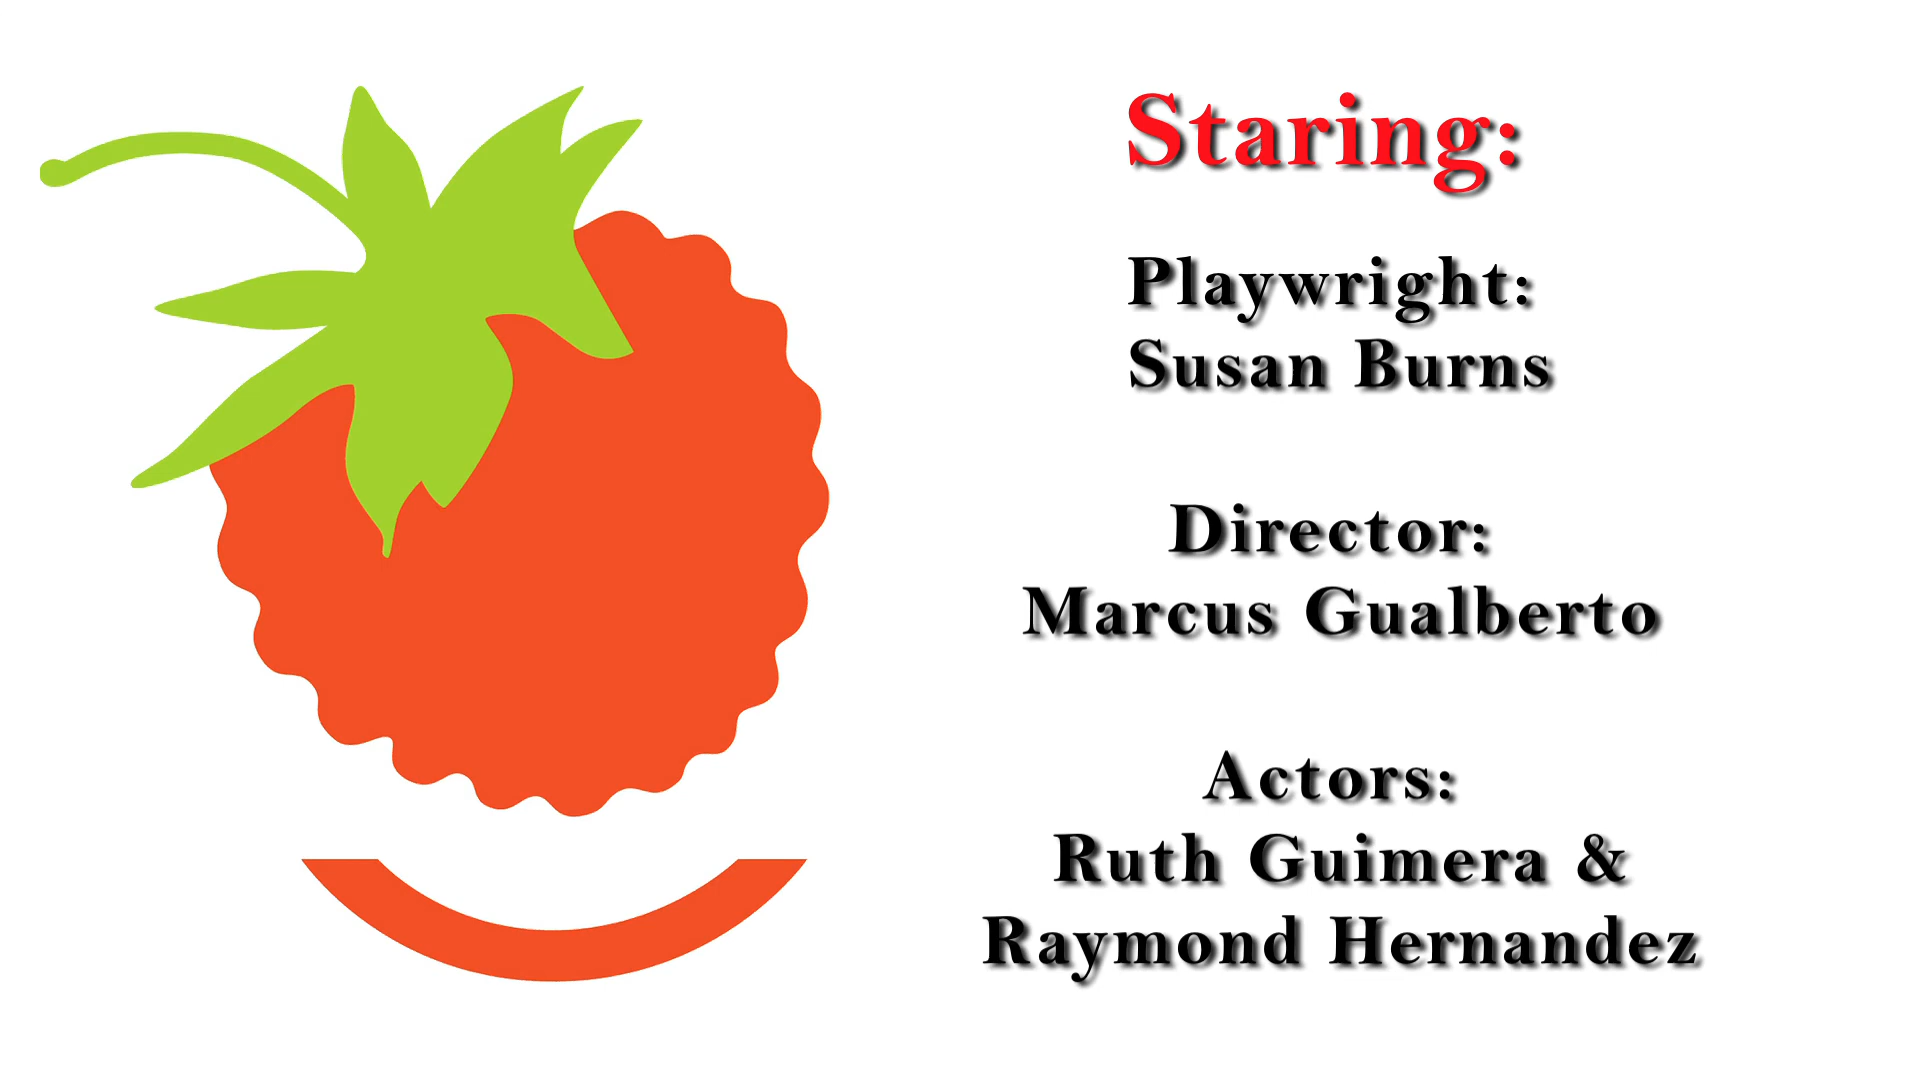 Staring:
Playwright:
Susan Burns
Director:
Marcus Gualberto
Actors:
Ruth Guimera &
Raymond Hernandez